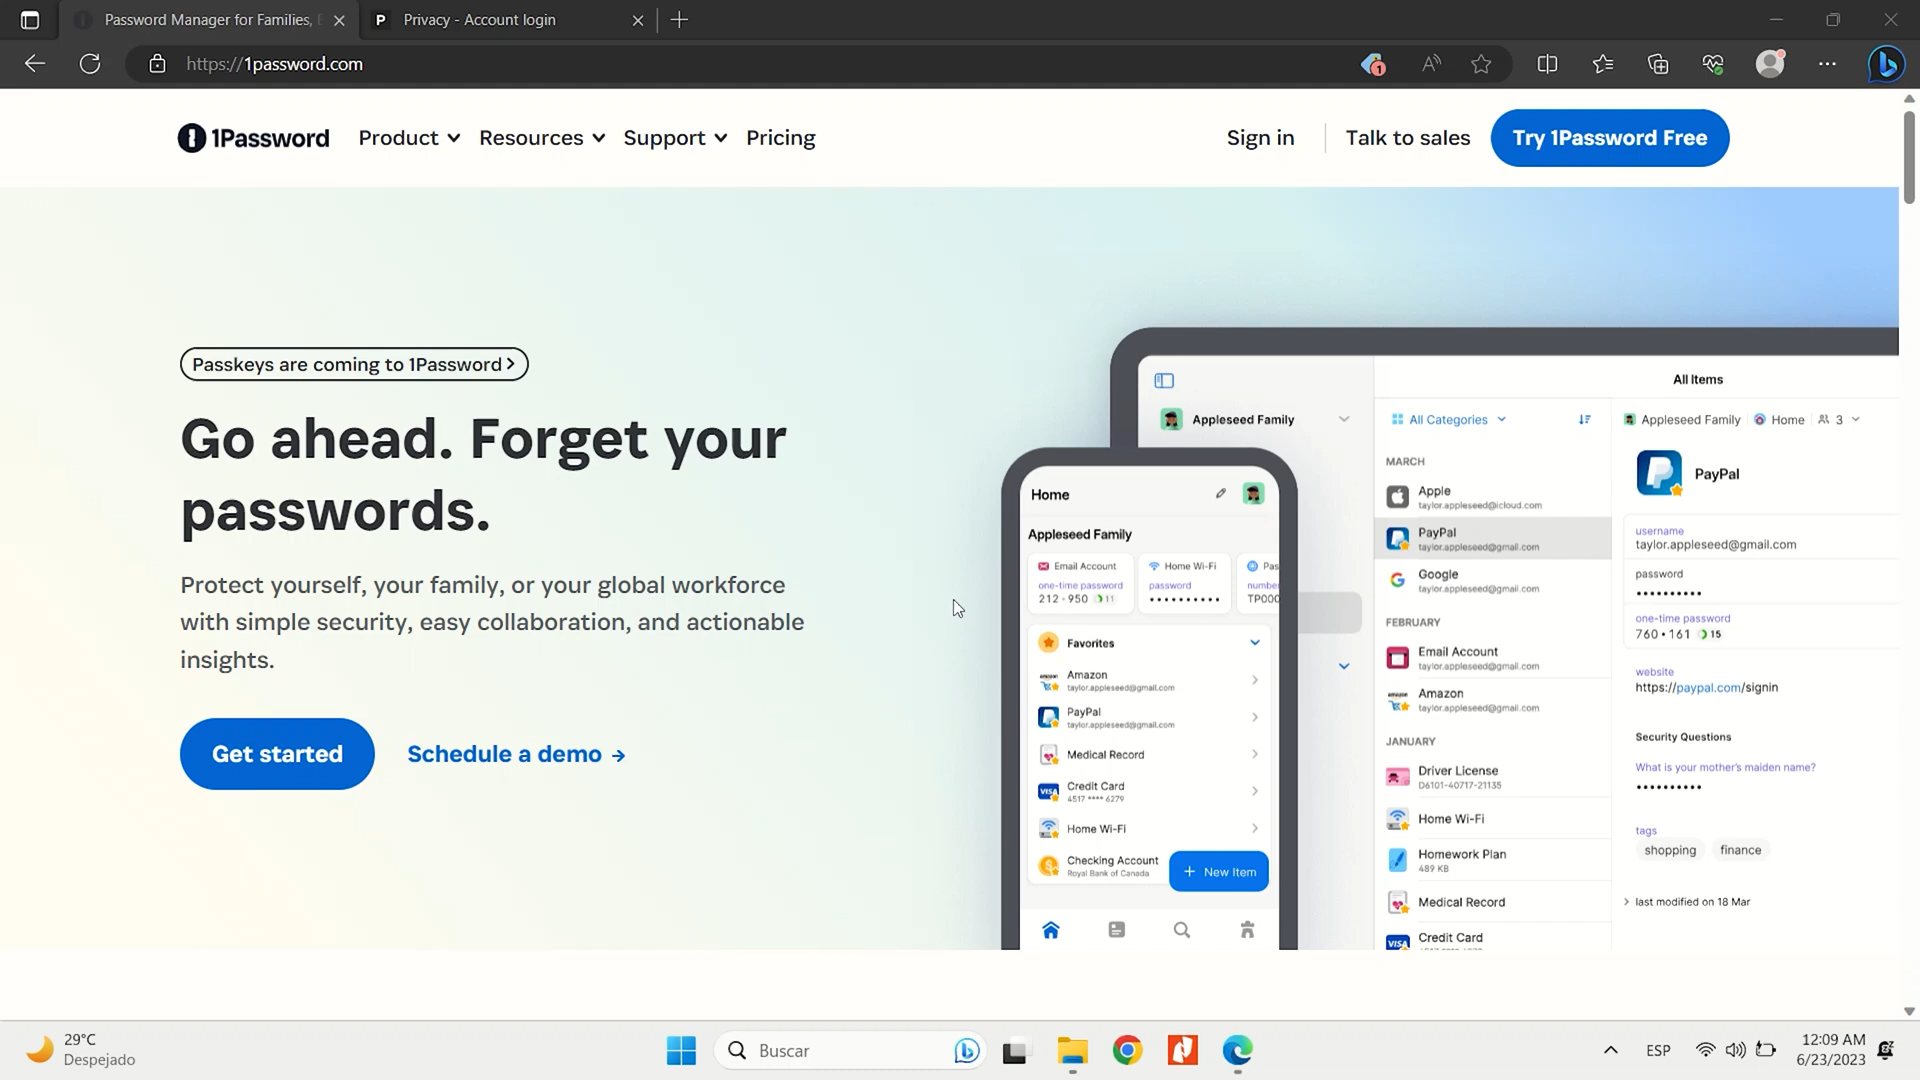 Password Manager for Families, E
Privacy - Account login
https://1password.com
1
1Password
Product
Resources
Support
Pricing
Sign in
Talk to sales
Try 1Password Free
Passkeys are coming to 1Password
Go ahead. Forget your
passwords.
Protect yourself, your family, or your global workforce
with simple security, easy collaboration, and actionable
insights.
Get started
Schedule a demo →
Home
Appleseed Family
Email Account
one-time password
212 • 950 11
Home Wi-Fi
password
••••••••••
Pas
numbe
TP000
Favorites
Amazon
taylor.appleseed@gmail.com
PayPal
taylor.appleseed@gmail.com
Medical Record
Credit Card
4517 **** 6279
Home Wi-Fi
Checking Account
Royal Bank of Canada
+ New Item
Appleseed Family
All Items
All Categories
MARCH
Apple
taylor.appleseed@icloud.com
PayPal
taylor.appleseed@gmail.com
Google
taylor.appleseed@gmail.com
FEBRUARY
Email Account
taylor.appleseed@gmail.com
Amazon
taylor.appleseed@gmail.com
JANUARY
Driver License
D6101-40717-21135
Home Wi-Fi
Homework Plan
489 KB
Medical Record
Credit Card
Appleseed Family Home 3
PayPal
username
taylor.appleseed@gmail.com
password
••••••••••
one-time password
760 • 161 15
website
https://paypal.com/signin
Security Questions
What is your mother's maiden name?
••••••••••
tags
shopping finance
last modified on 18 Mar
29°C
Despejado
Buscar
ESP
12:09 AM
6/23/2023